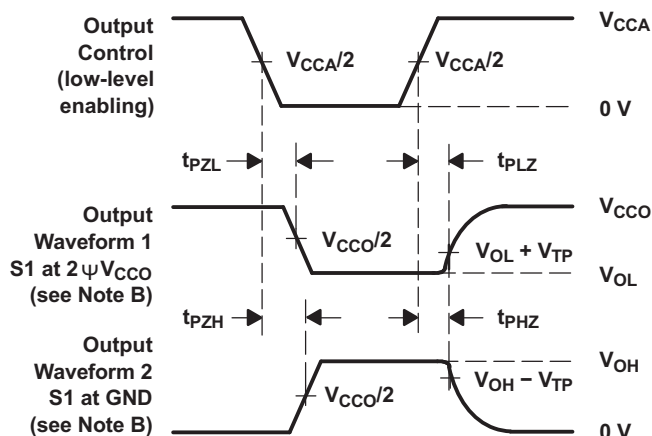 Output
Control
(low-level
enabling)
V_CCA/2
V_CCA/2
V_CCA
0 V
t_PZL
t_PLZ
Output
Waveform 1
S1 at 2 ψ V_CCO
(see Note B)
V_CCO/2
V_CCO
V_OL + V_TP
V_OL
t_PZH
t_PHZ
Output
Waveform 2
S1 at GND
(see Note B)
V_CCO/2
V_OH
V_OH − V_TP
0 V